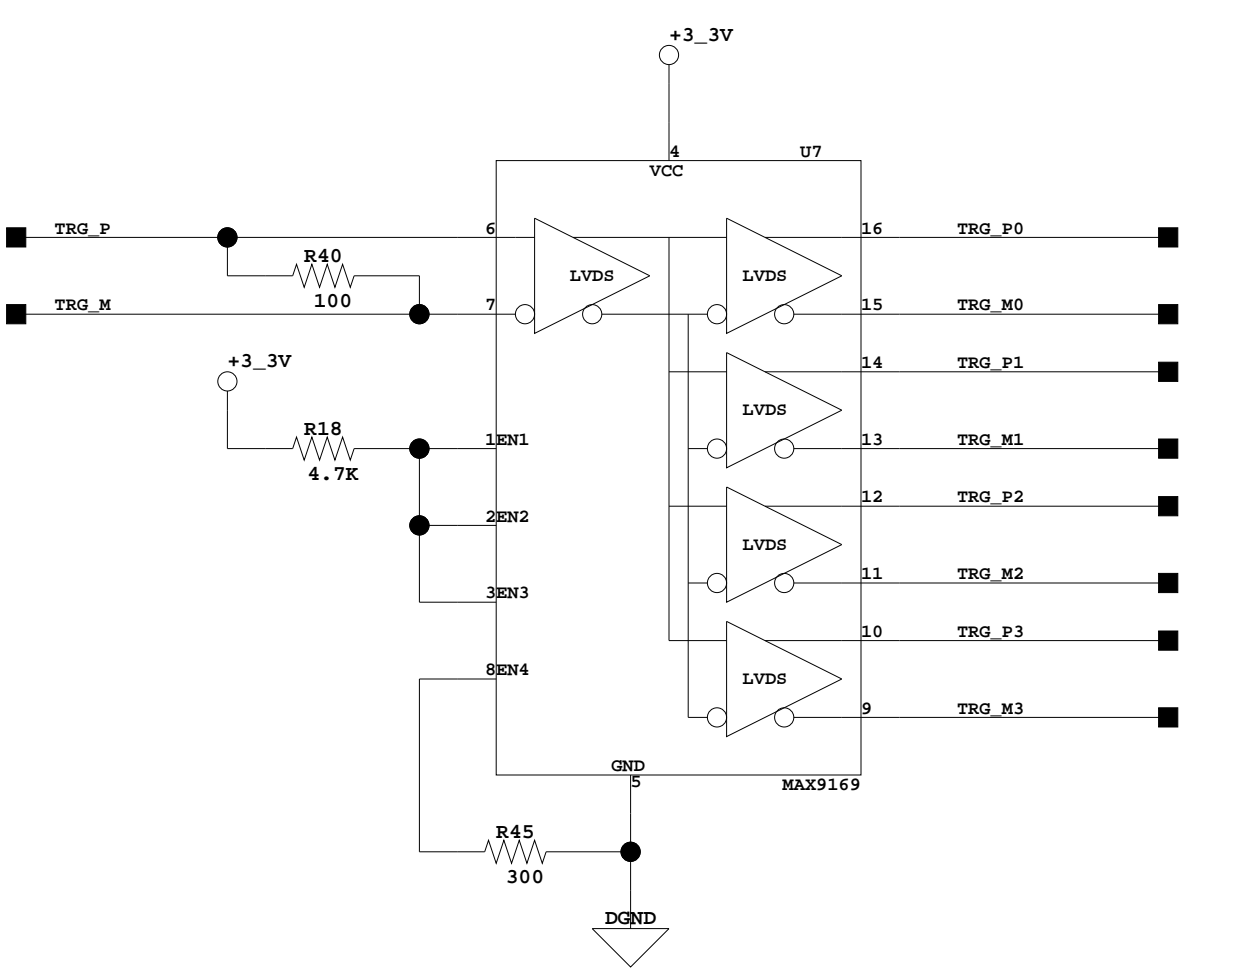 +3_3V
4
U7
VCC
TRG_P
6
16
TRG_P0
R40
LVDS
LVDS
100
TRG_M
7
15
TRG_M0
+3_3V
14
TRG_P1
LVDS
R18
1EN1
13
TRG_M1
4.7K
12
TRG_P2
2EN2
LVDS
11
TRG_M2
3EN3
10
TRG_P3
8EN4
LVDS
9
TRG_M3
GND
5
MAX9169
R45
300
DGND